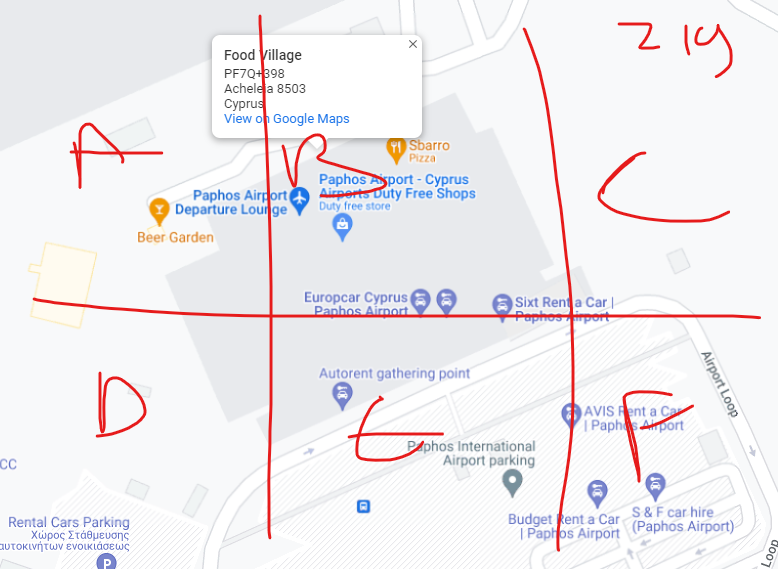 Food Village
PF7Q+398
Acheleia 8503
Cyprus
View on Google Maps
A
B
C
Sbarro
Pizza
Paphos Airport - Cyprus
Airports Duty Free Shops
Duty free store
Paphos Airport
Departure Lounge
Beer Garden
Europcar Cyprus
Paphos Airport
Sixt Rent a Car |
Paphos Airport
Autorent gathering point
D
E
F
Airport Loop
AVIS Rent a Car
| Paphos Airport
Paphos International
Airport parking
CC
Budget Rent a Car
| Paphos Airport
S & F car hire
(Paphos Airport)
Rental Cars Parking
Χώρος Στάθμευσης
αυτοκινήτων ενοικιάσεως
P
Loop